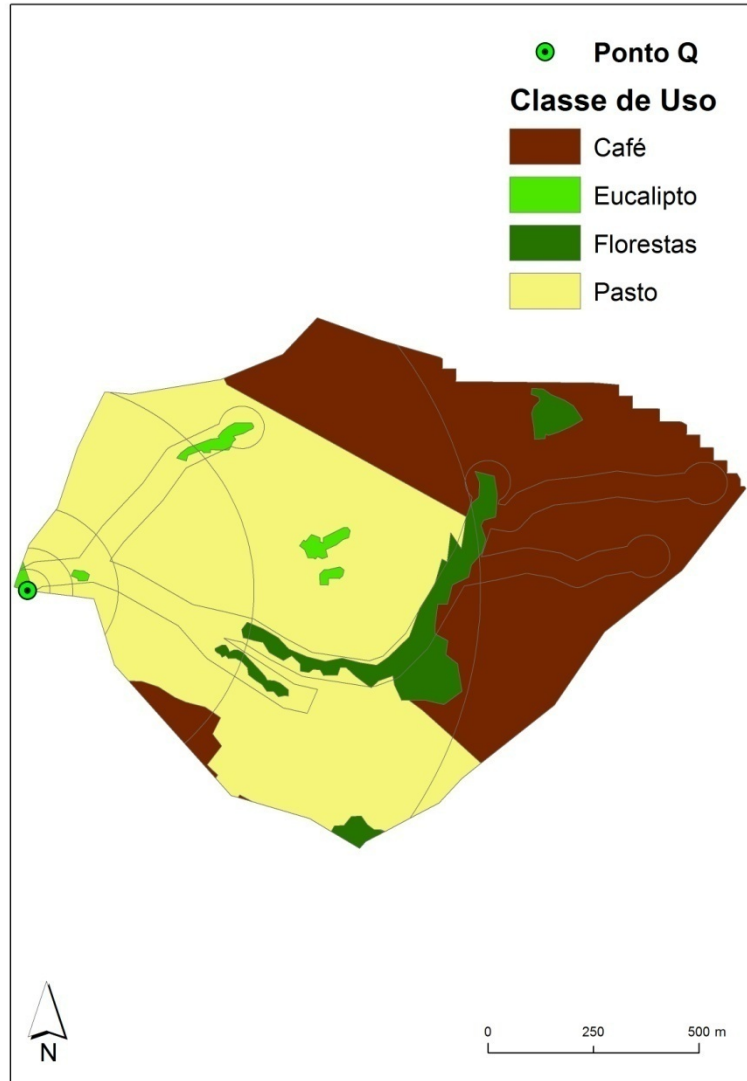 Ponto Q
Classe de Uso
Café
Eucalipto
Florestas
Pasto
N
0 250 500 m